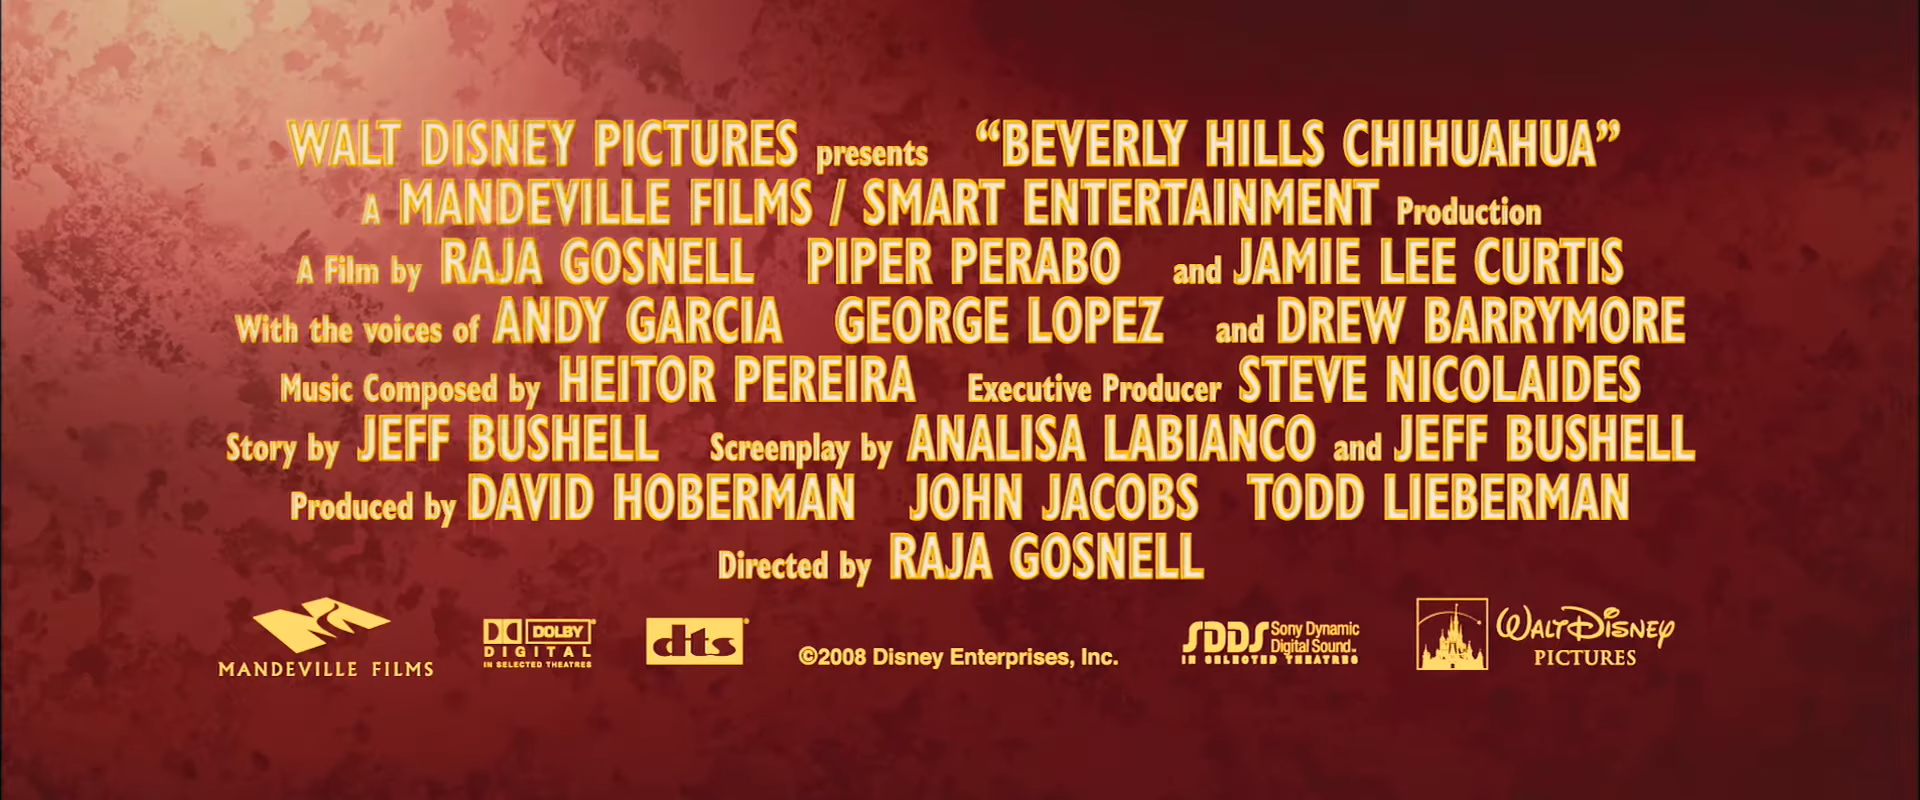 WALT DISNEY PICTURES presents “BEVERLY HILLS CHIHUAHUA”
A MANDEVILLE FILMS / SMART ENTERTAINMENT Production
A Film by RAJA GOSNELL PIPER PERABO and JAMIE LEE CURTIS
With the voices of ANDY GARCIA GEORGE LOPEZ and DREW BARRYMORE
Music Composed by HEITOR PEREIRA Executive Producer STEVE NICOLAIDES
Story by JEFF BUSHELL Screenplay by ANALISA LABIANCO and JEFF BUSHELL
Produced by DAVID HOBERMAN JOHN JACOBS TODD LIEBERMAN
Directed by RAJA GOSNELL
MANDEVILLE FILMS
DOLBY®
DIGITAL
IN SELECTED THEATRES
dts®
©2008 Disney Enterprises, Inc.
SDDS Sony Dynamic
Digital Sound™
IN SELECTED THEATRES
WALT DISNEY
PICTURES